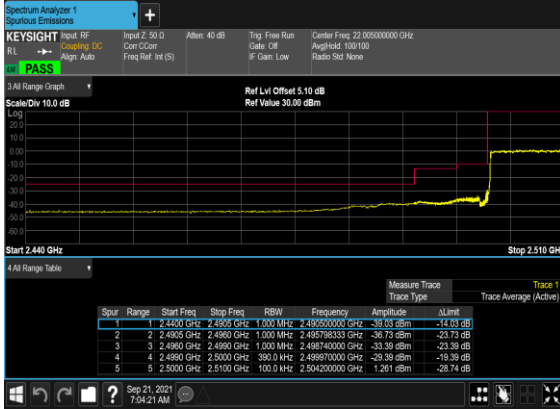 Spectrum Analyzer 1
Spurious Emissions
KEYSIGHT
RL
Input: RF
Coupling: DC
Align: Auto
Input Z: 50 Ω
Corr CCorr
Freq Ref: Int (S)
Atten: 40 dB
Trig: Free Run
Gate: Off
IF Gain: Low
Center Freq: 22.005000000 GHz
Avg|Hold: 100/100
Radio Std: None
PASS
3 All Range Graph
Scale/Div 10.0 dB
Ref Lvl Offset 5.10 dB
Ref Value 30.00 dBm
Log
20.0
10.0
0.00
-10.0
-20.0
-30.0
-40.0
-50.0
-60.0
Start 2.440 GHz
Stop 2.510 GH
4 All Range Table
Measure Trace Trace 1
Trace Type Trace Average (Active)
Spur Range Start Freq Stop Freq RBW Frequency Amplitude ΔLimit
1 1 2.4400 GHz 2.4905 GHz 1.000 MHz 2.490500000 GHz -39.03 dBm -14.03 dB
2 2 2.4905 GHz 2.4960 GHz 1.000 MHz 2.495798333 GHz -36.73 dBm -23.73 dB
3 3 2.4960 GHz 2.4990 GHz 1.000 MHz 2.498740000 GHz -33.39 dBm -23.39 dB
4 4 2.4990 GHz 2.5000 GHz 390.0 kHz 2.499970000 GHz -29.39 dBm -19.39 dB
5 5 2.5000 GHz 2.5100 GHz 100.0 kHz 2.504200000 GHz 1.261 dBm -28.74 dB
Sep 21, 2021
7:04:21 AM